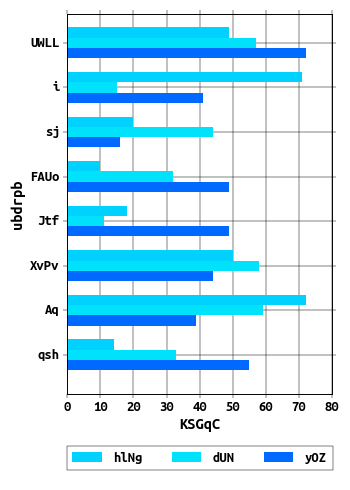 UWLL
i
sj
FAUo
Jtf
XvPv
Aq
qsh
ubdrpb
0 10 20 30 40 50 60 70 80
KSGqC
hlNg dUN yOZ